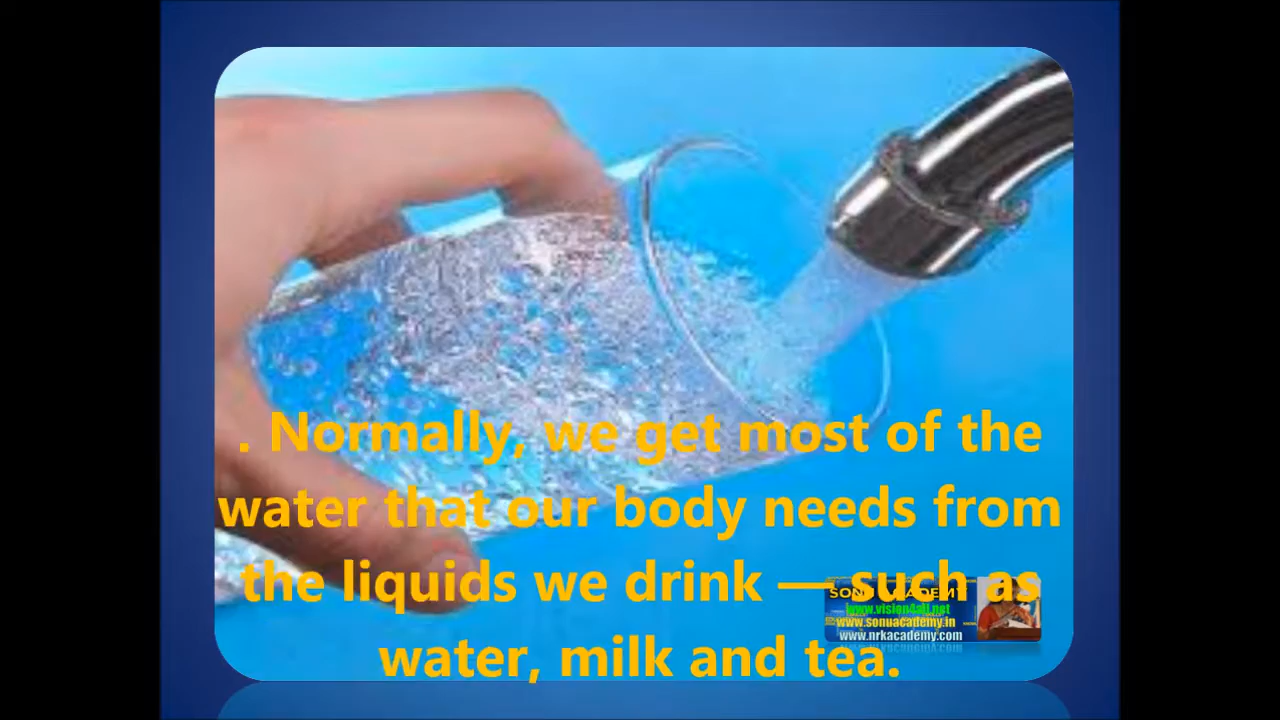 . Normally, we get most of the
water that our body needs from
the liquids we drink — such as
water, milk and tea.
SONU ACADEMY
www.vision4all.net
www.sonuacademy.in
www.nrkacademy.com